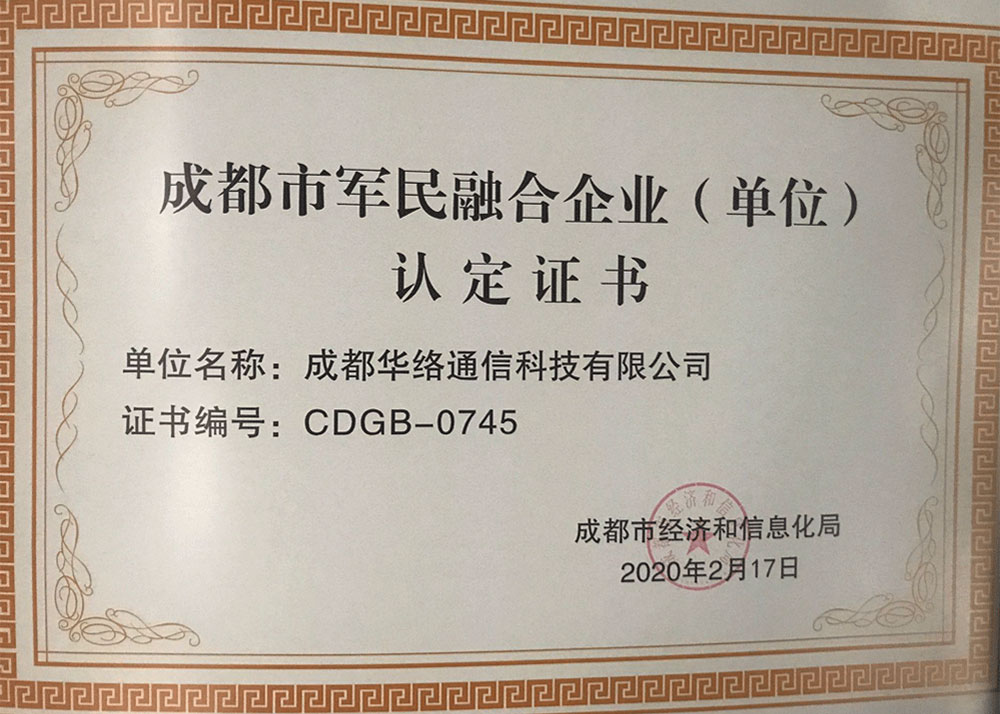 成都市军民融合企业（单位）
认定证书
单位名称：成都华络通信科技有限公司
证书编号：CDGB-0745
成都市经济和信息化局
2020年2月17日